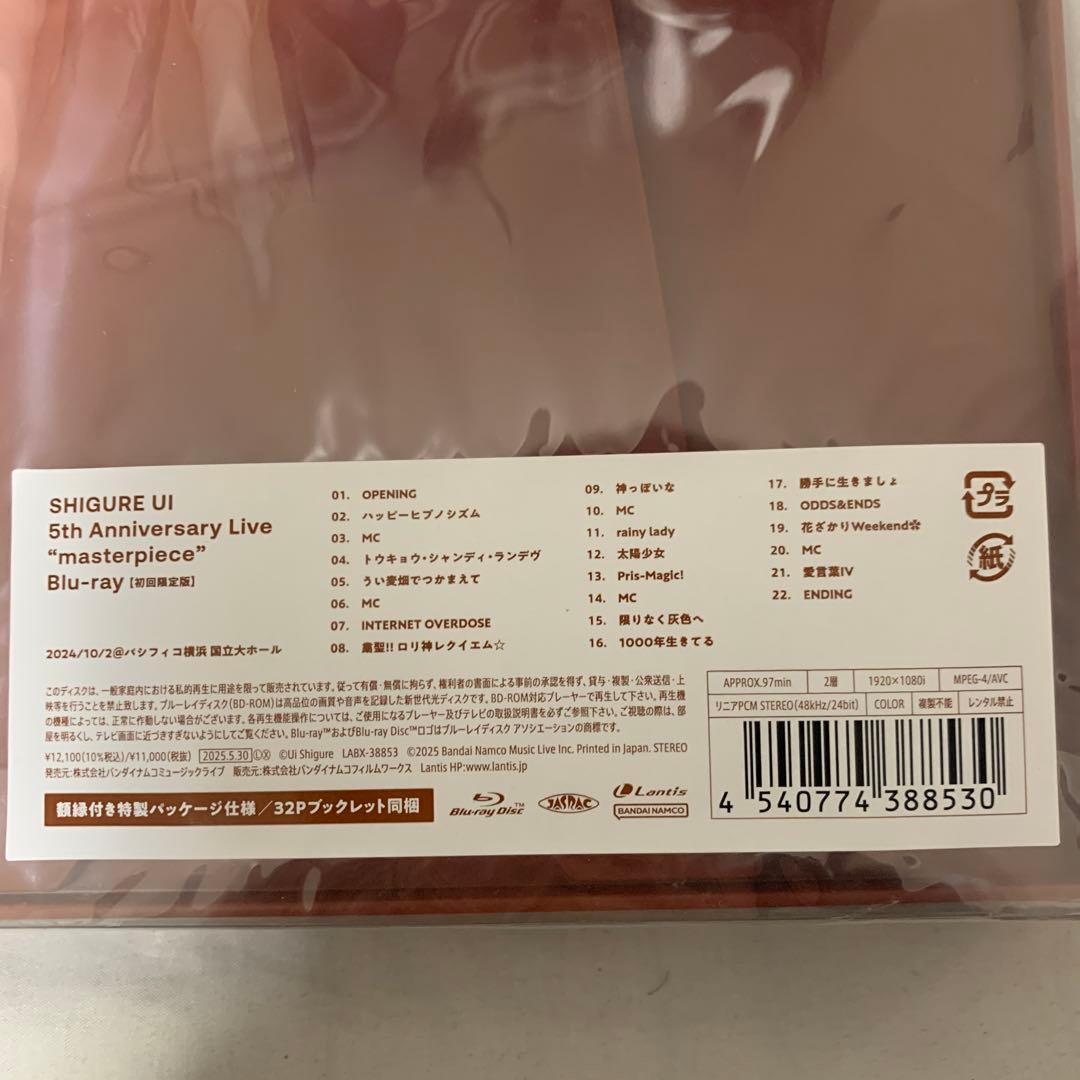 SHIGURE UI
5th Anniversary Live
“masterpiece”
Blu-ray【初回限定版】
2024/10/2@パシフィコ横浜 国立大ホール
01. OPENING
02. ハッピーヒプノシズム
03. MC
04. トウキョウ・シャンディ・ランデヴ
05. うい麦畑でつかまえて
06. MC
07. INTERNET OVERDOSE
08. 粛聖!! ロリ神レクイエム☆
09. 神っぽいな
10. MC
11. rainy lady
12. 太陽少女
13. Pris-Magic!
14. MC
15. 限りなく灰色へ
16. 1000年生きてる
17. 勝手に生きましょ
18. ODDS&ENDS
19. 花ざかりWeekend✿
20. MC
21. 愛言葉IV
22. ENDING
プラ
紙
このディスクは、一般家庭内における私的再生に用途を限って販売されています。従って有償・無償に拘らず、権利者の書面による事前の承認を得ず、貸与・複製・公衆送信・上
映等を行うことを禁止致します。ブルーレイディスク(BD-ROM)は高品位の画質や音声を記録した新世代光ディスクです。BD-ROM対応プレーヤーで再生して下さい。再生機
の機種によっては、正常に作動しない場合がございます。各再生機能操作については、ご使用になるプレーヤー及びテレビの取扱説明書を必ずご参照下さい。ご視聴の際は、部
屋を明るくし、テレビ画面に近づきすぎないようにしてご覧ください。Blu-ray™およびBlu-ray Disc™ロゴはブルーレイディスク アソシエーションの商標です。
¥12,100(10%税込)/¥11,000(税抜) 2025.5.30 Ⓛ Ⓧ ©Ui Shigure LABX-38853 ©2025 Bandai Namco Music Live Inc. Printed in Japan. STEREO
発売元:株式会社バンダイナムコミュージックライブ 販売元:株式会社バンダイナムコフィルムワークス Lantis HP:www.lantis.jp
額縁付き特製パッケージ仕様/32Pブックレット同梱
Blu-ray Disc™
JASRAC
Lantis
BANDAI NAMCO
APPROX.97min 2層 1920×1080i MPEG-4/AVC
リニアPCM STEREO(48kHz/24bit) COLOR 複製不能 レンタル禁止
4 540774 388530